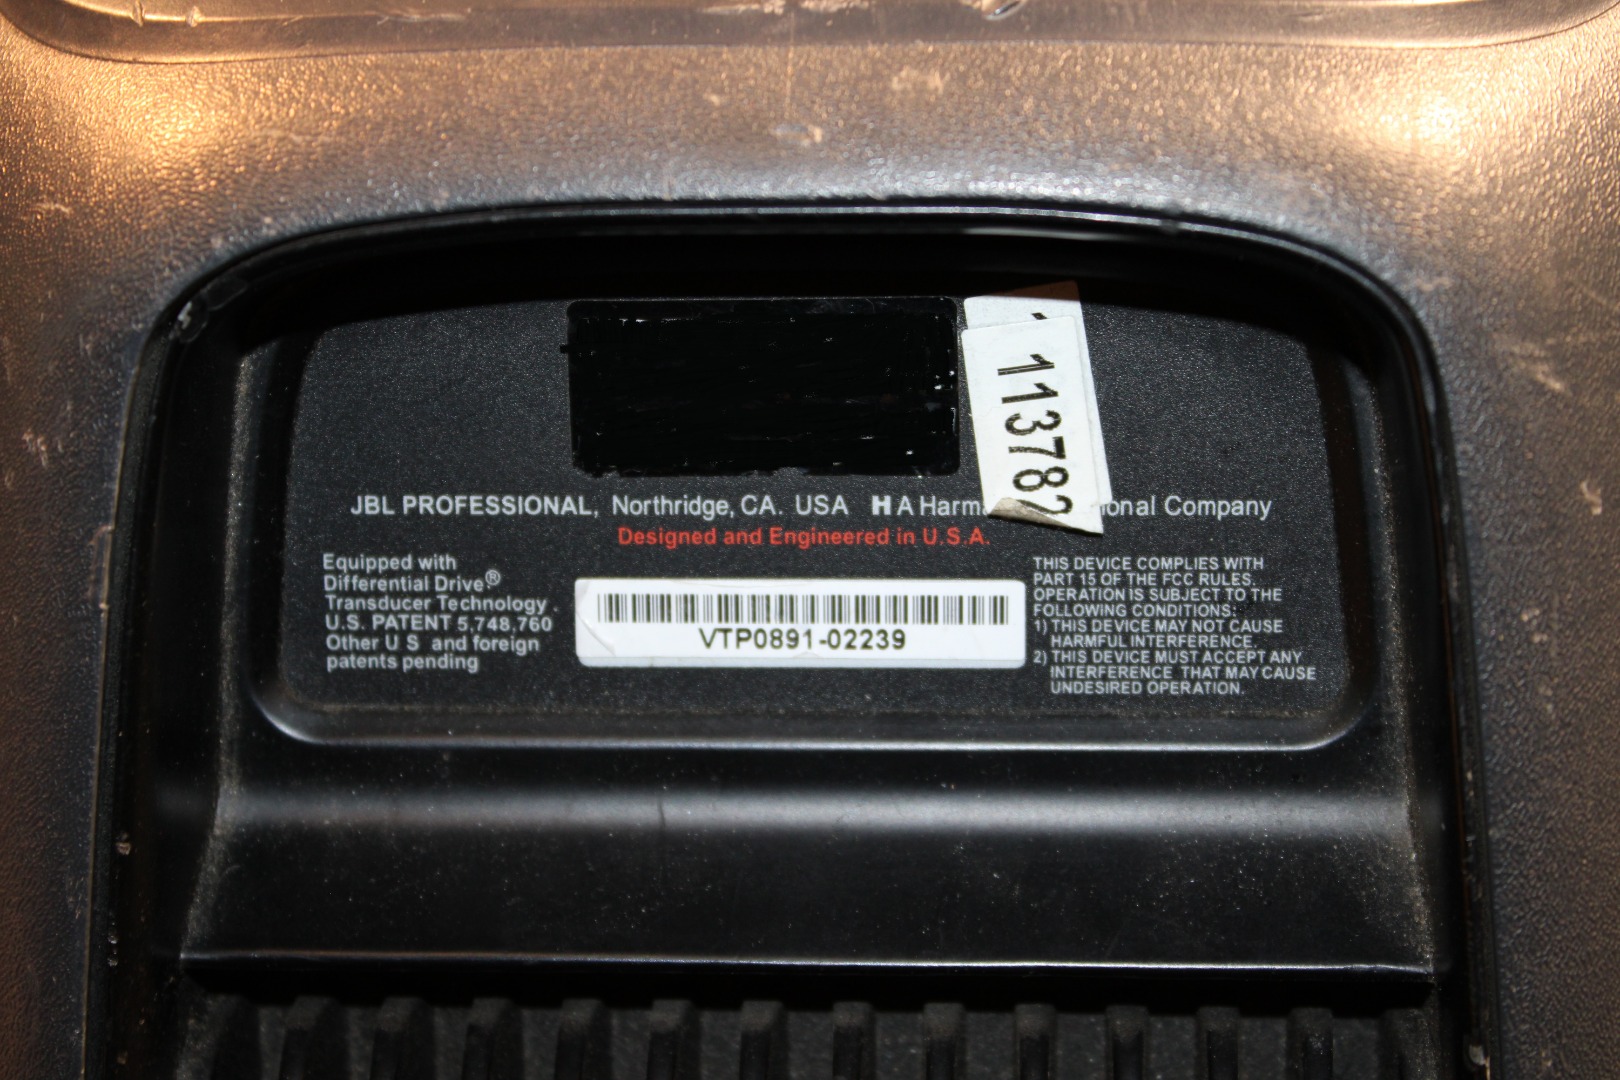 113782
JBL PROFESSIONAL, Northridge, CA. USA H A Harma ional Company
Designed and Engineered in U.S.A.
Equipped with
Differential Drive®
Transducer Technology .
U.S. PATENT 5,748,760
Other U S and foreign
patents pending
VTP0891-02239
THIS DEVICE COMPLIES WITH
PART 15 OF THE FCC RULES.
OPERATION IS SUBJECT TO THE
FOLLOWING CONDITIONS:
1) THIS DEVICE MAY NOT CAUSE
HARMFUL INTERFERENCE.
2) THIS DEVICE MUST ACCEPT ANY
INTERFERENCE THAT MAY CAUSE
UNDESIRED OPERATION.